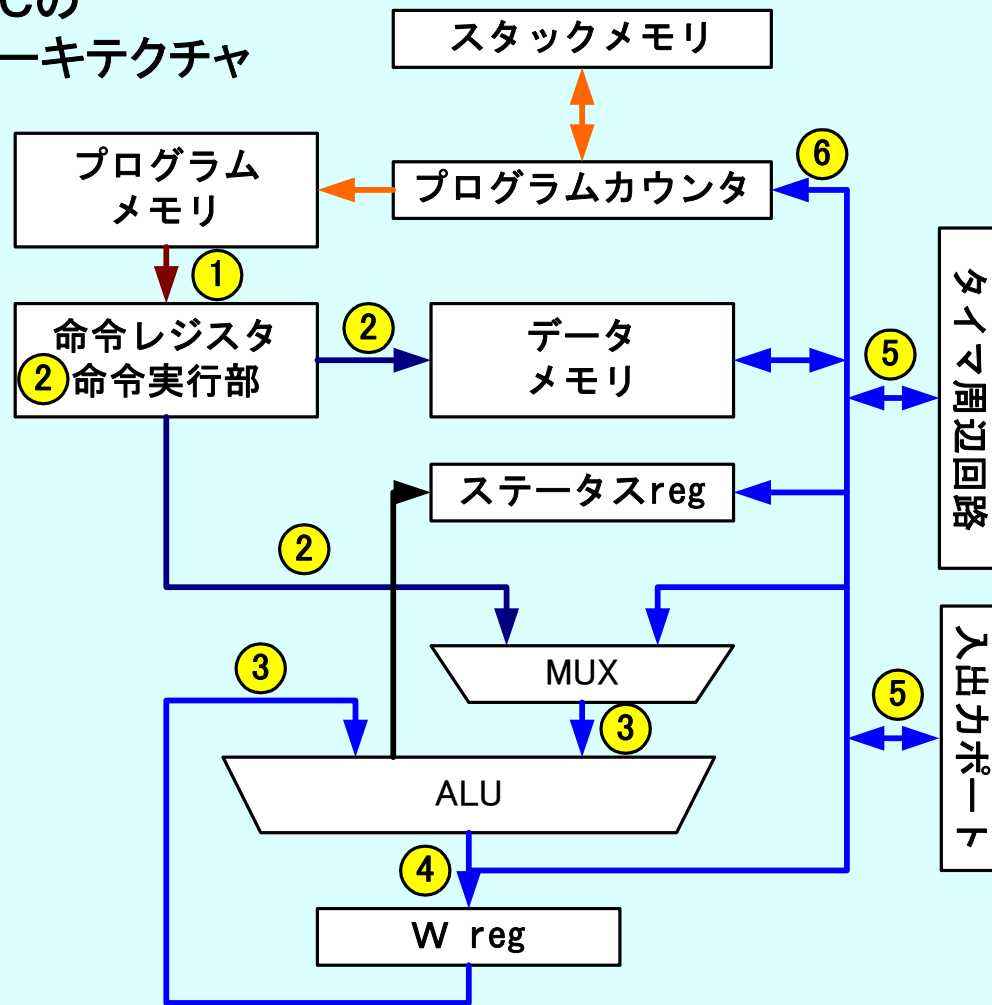 Cの
ーキテクチャ
スタックメモリ
プログラム
メモリ
プログラムカウンタ
6
1
命令レジスタ
2 命令実行部
2
データ
メモリ
5
タイマ周辺回路
ステータスreg
2
MUX
3
3
5
入出力ポート
ALU
4
W reg